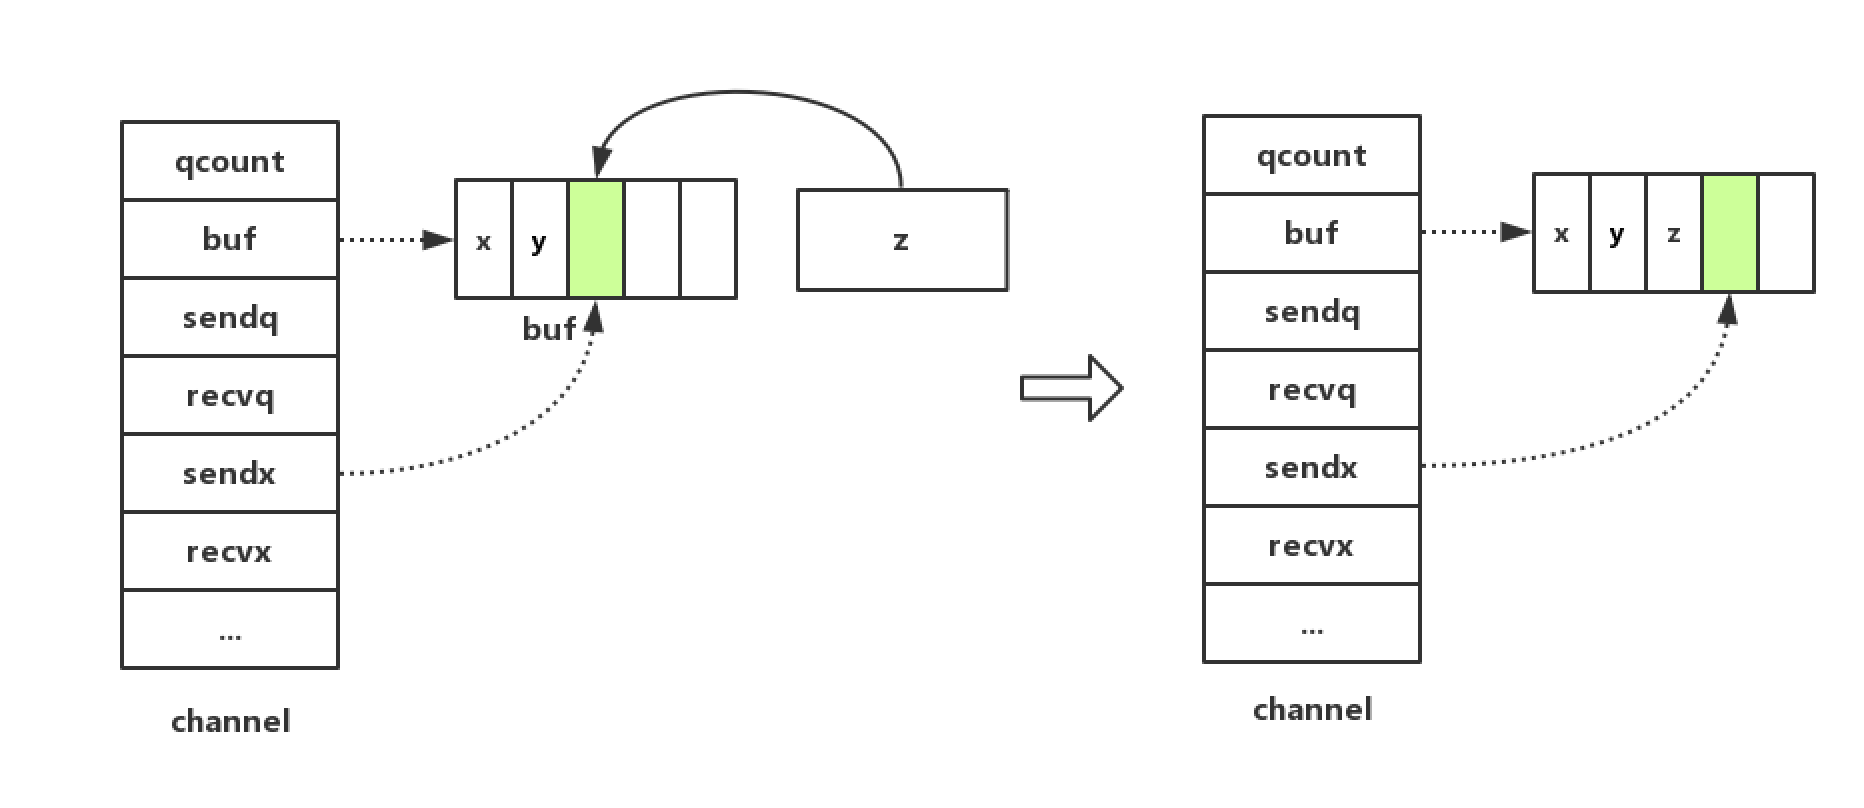 qcount
buf
sendq
recvq
sendx
recvx
...
channel
x y
buf
z
qcount
buf
sendq
recvq
sendx
recvx
...
channel
x y z